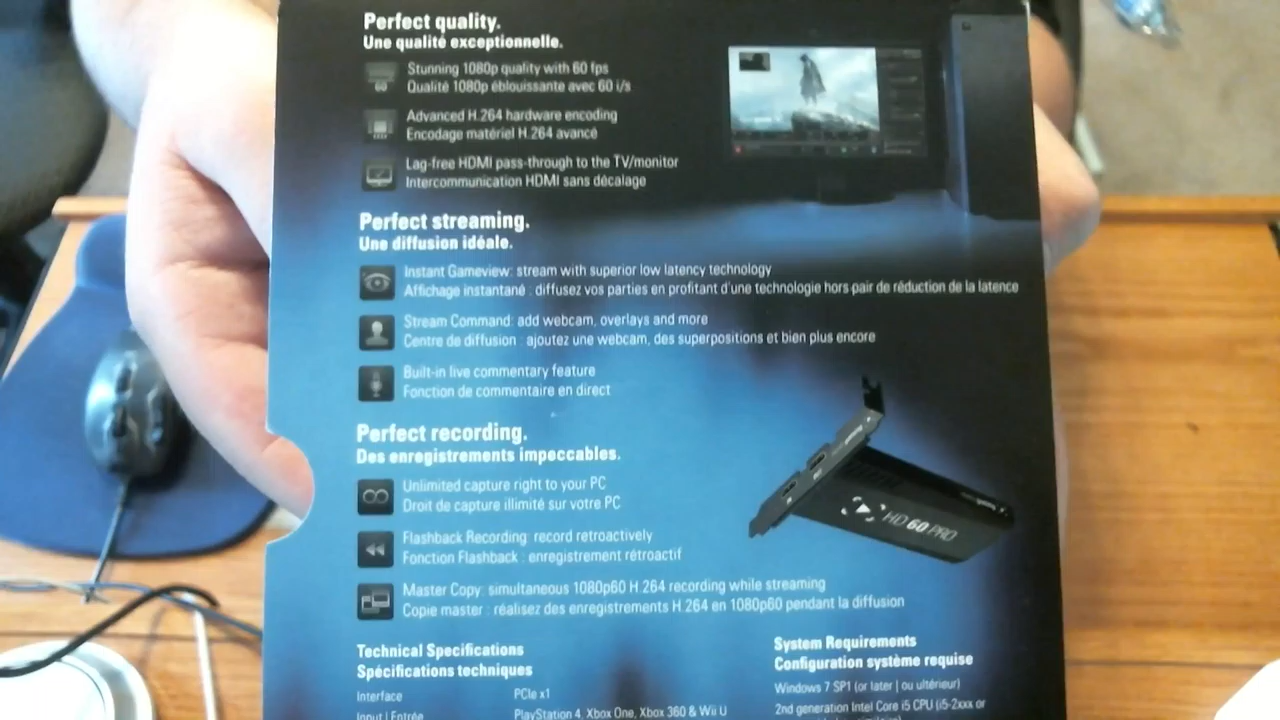 Perfect quality.
Une qualité exceptionnelle.
Stunning 1080p quality with 60 fps
Qualité 1080p éblouissante avec 60 i/s
Advanced H.264 hardware encoding
Encodage matériel H.264 avancé
Lag-free HDMI pass-through to the TV/monitor
Intercommunication HDMI sans décalage
Perfect streaming.
Une diffusion idéale.
Instant Gameview: stream with superior low latency technology
Affichage instantané : diffusez vos parties en profitant d'une technologie hors-pair de réduction de la latence
Stream Command: add webcam, overlays and more
Centre de diffusion : ajoutez une webcam, des superpositions et bien plus encore
Built-in live commentary feature
Fonction de commentaire en direct
Perfect recording.
Des enregistrements impeccables.
Unlimited capture right to your PC
Droit de capture illimité sur votre PC
Flashback Recording: record retroactively
Fonction Flashback : enregistrement rétroactif
Master Copy: simultaneous 1080p60 H.264 recording while streaming
Copie master : réalisez des enregistrements H.264 en 1080p60 pendant la diffusion
HD 60 PRO
Technical Specifications
Spécifications techniques
Interface PCIe x1
Input | Entrée PlayStation 4, Xbox One, Xbox 360 & Wii U
System Requirements
Configuration système requise
Windows 7 SP1 (or later | ou ultérieur)
2nd generation Intel Core i5 CPU (i5-2xxx or